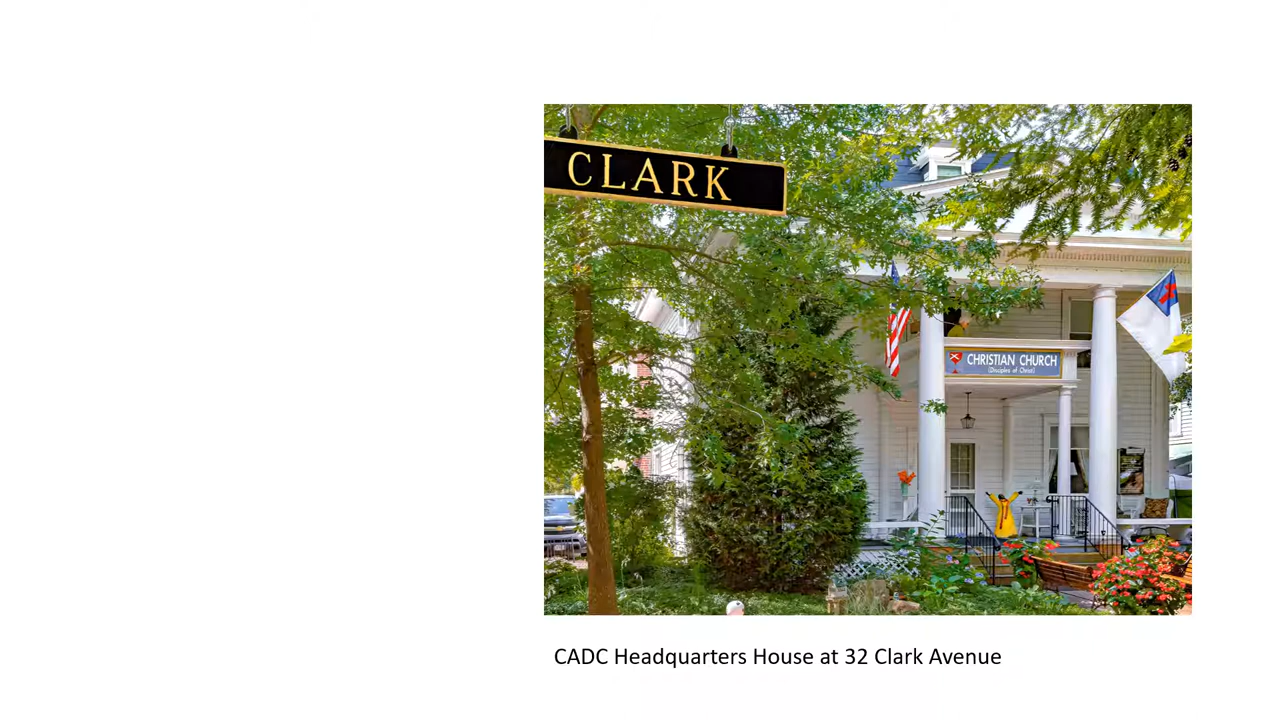 CLARK
CHRISTIAN CHURCH
(Disciples of Christ)
CADC Headquarters House at 32 Clark Avenue